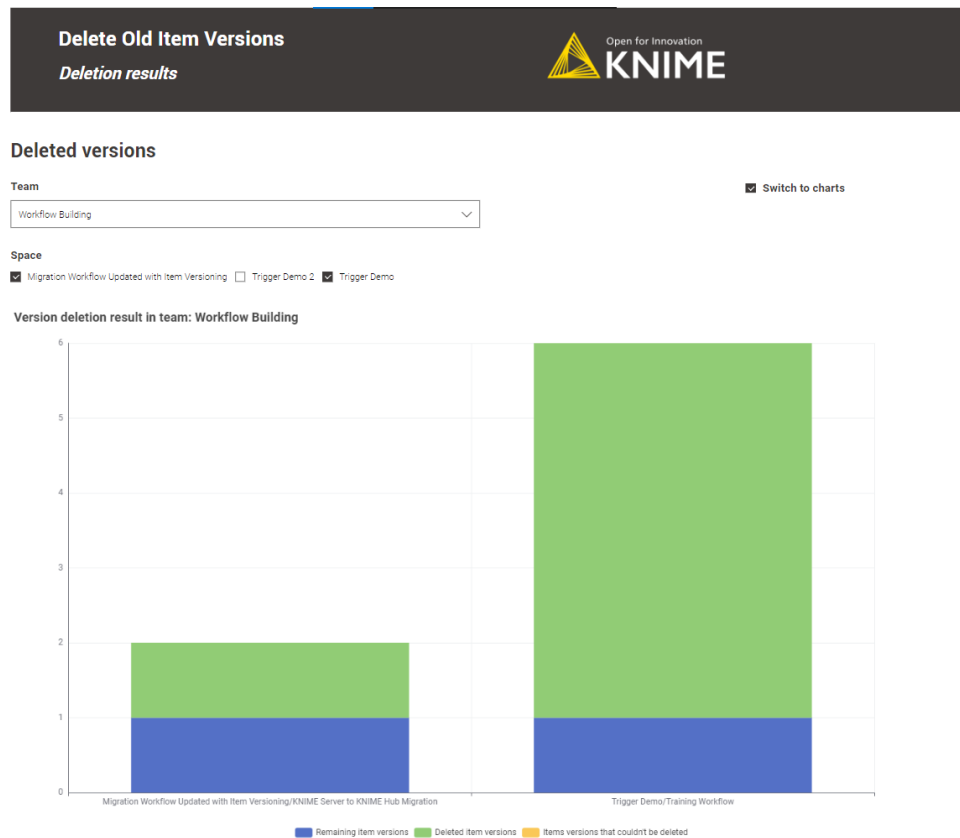 Delete Old Item Versions
Deletion results
Open for Innovation
KNIME
Deleted versions
Team
Switch to charts
Workflow Building
Space
Migration Workflow Updated with Item Versioning Trigger Demo 2 Trigger Demo
Version deletion result in team: Workflow Building
6
5
4
3
2
1
0
Migration Workflow Updated with Item Versioning/KNIME Server to KNIME Hub Migration Trigger Demo/Training Workflow
Remaining item versions Deleted item versions Items versions that couldn't be deleted